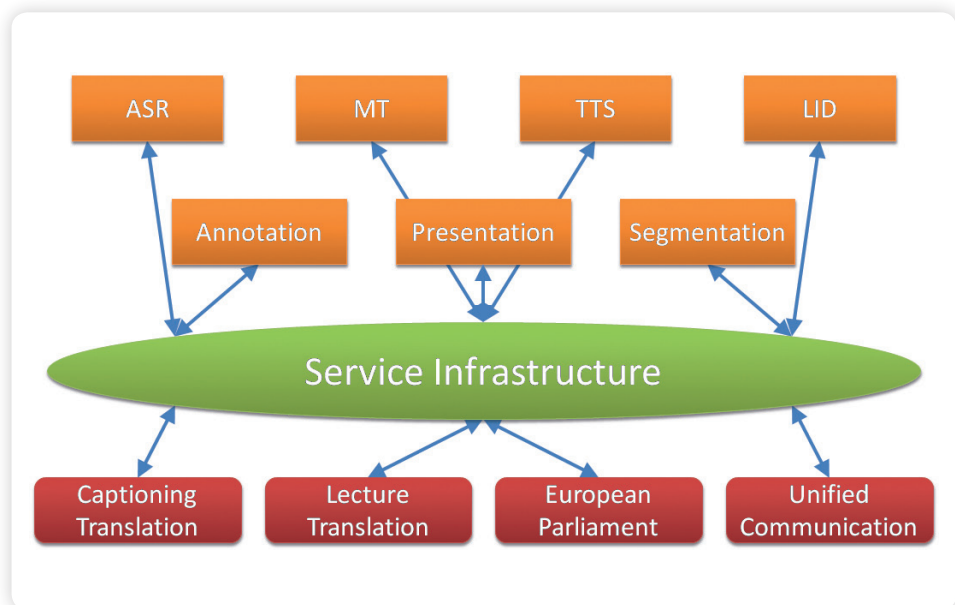 ASR
MT
TTS
LID
Annotation
Presentation
Segmentation
Service Infrastructure
Captioning
Translation
Lecture
Translation
European
Parliament
Unified
Communication